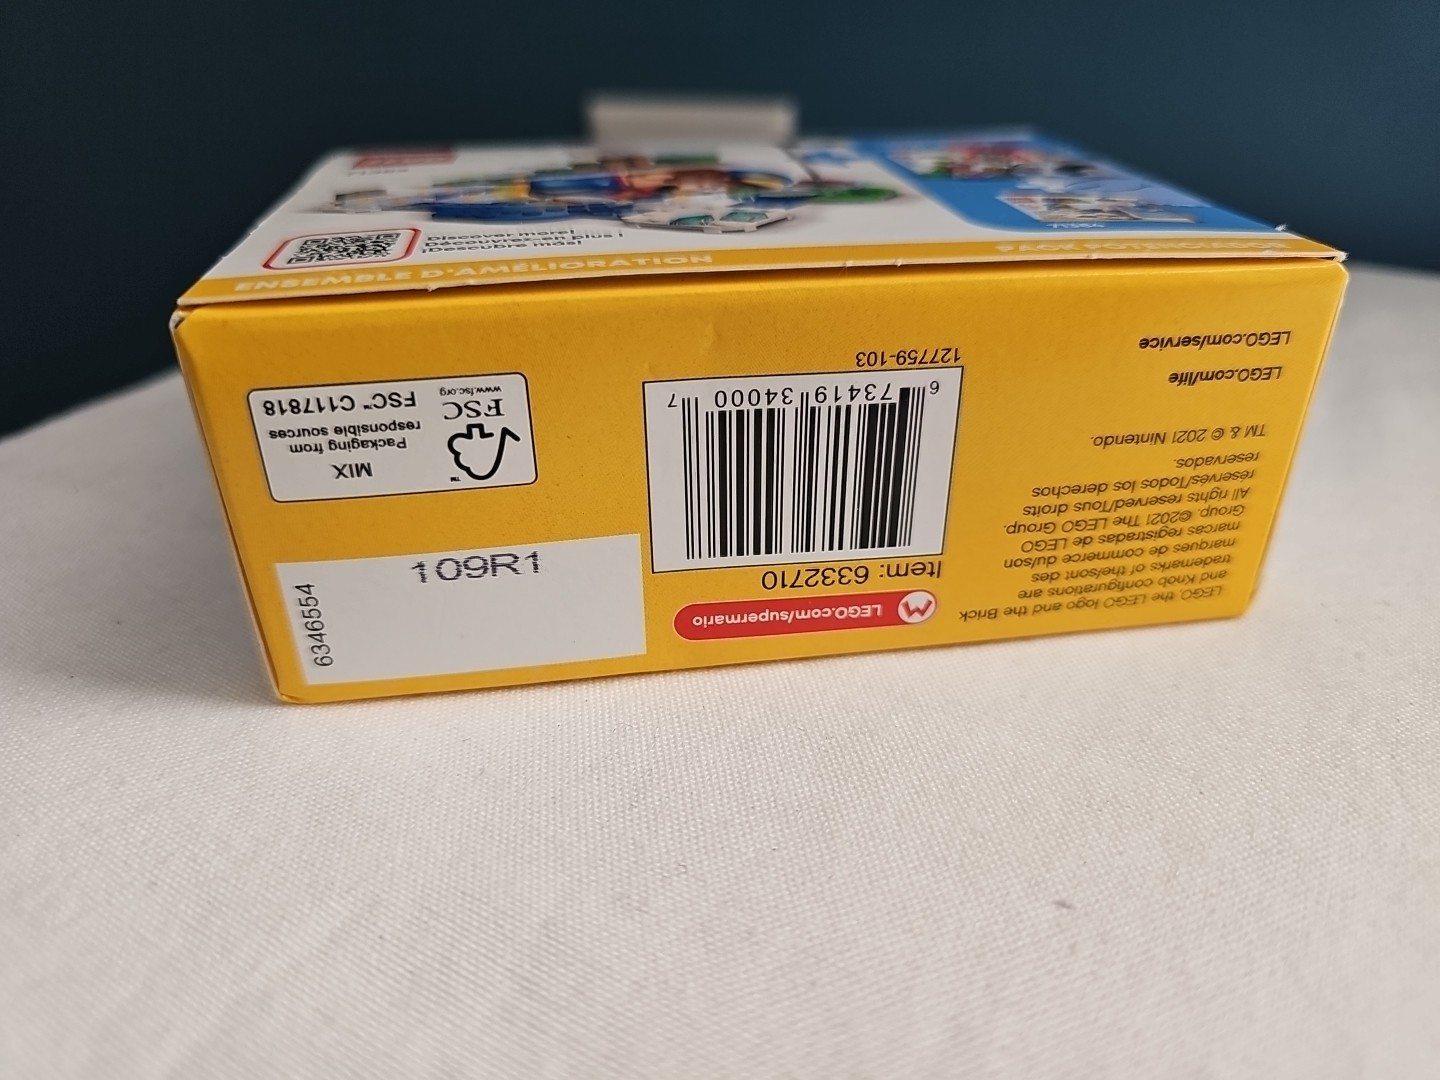 Discover more!
Découvrez-en plus !
¡Descubre más!
ENSEMBLE D'AMÉLIORATION
PACK
LEGO.com/service
LEGO.com/life
TM & © 2021 Nintendo.
LEGO, the LEGO logo and the Brick
and Knob configurations are
trademarks of the/sont des
marques de commerce du/son
marcas registradas de LEGO
Group. ©2021 The LEGO Group.
All rights reserved/Tous droits
réservés/Todos los derechos
reservados.
LEGO.com/supermario
Item: 6332710
6 73419 34000 7
127759-103
MIX
Packaging from
responsible sources
FSC™ C117818
TM
FSC
www.fsc.org
109R1
6346554